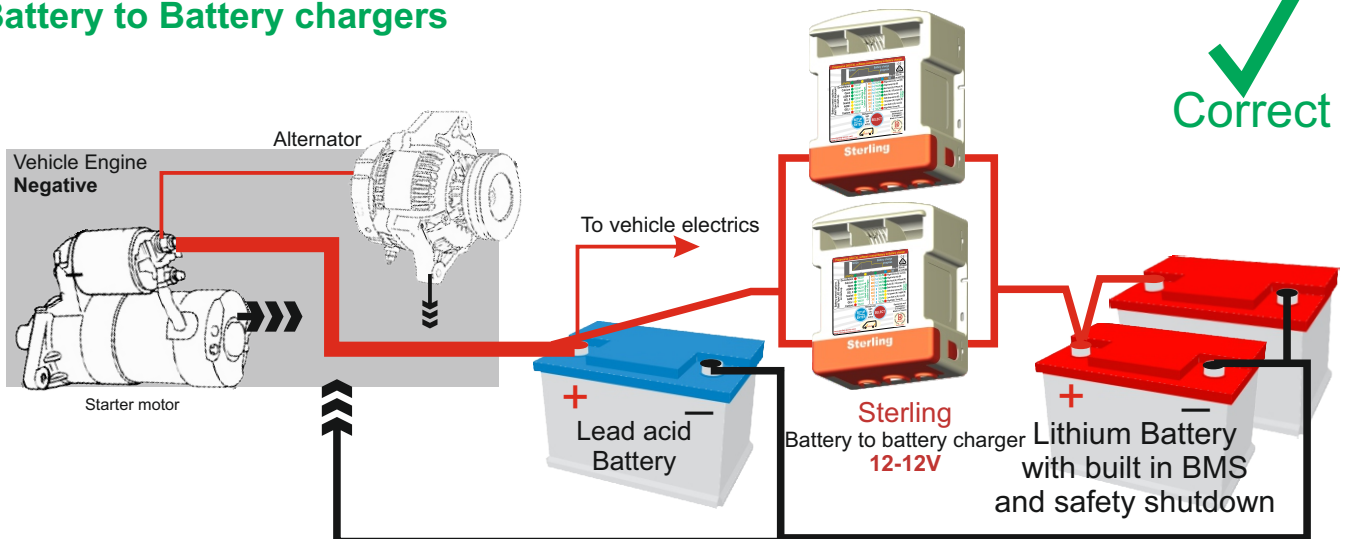 Battery to Battery chargers
Correct
Alternator
Vehicle Engine
Negative
To vehicle electrics
Starter motor
Sterling
Sterling
+ −
Lead acid
Battery
Sterling
Battery to battery charger
12-12V
+ −
Lithium Battery
with built in BMS
and safety shutdown